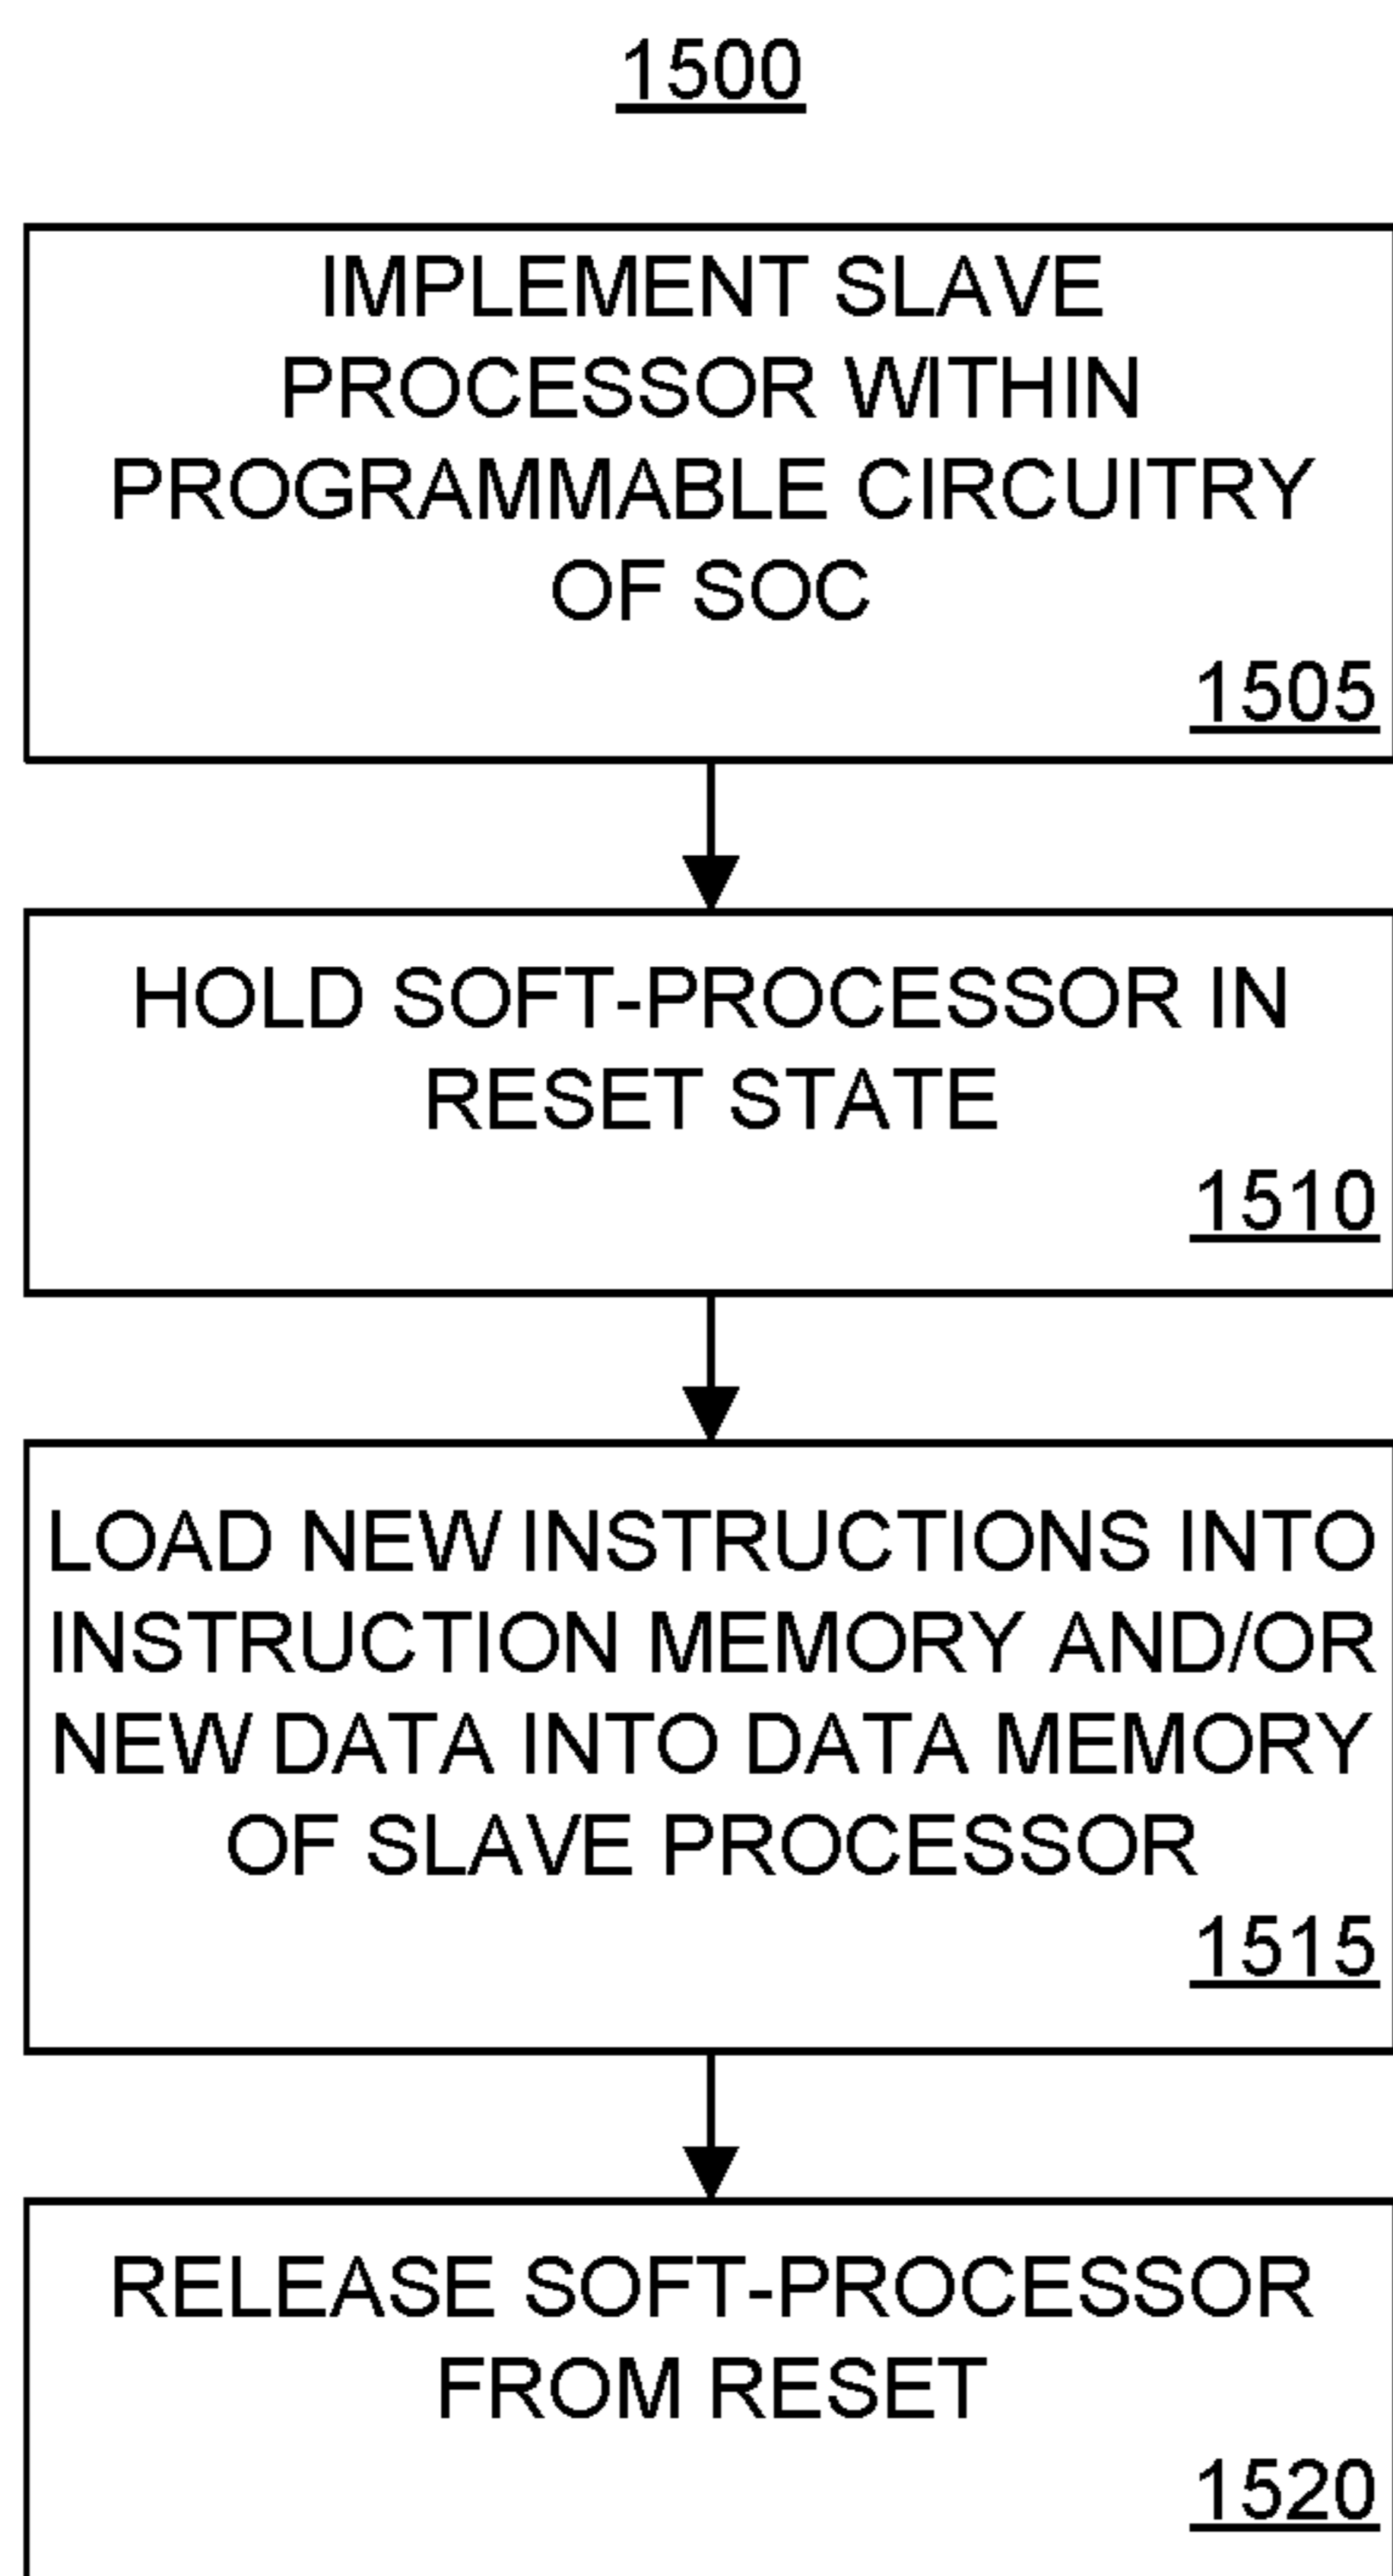 1500
IMPLEMENT SLAVE
PROCESSOR WITHIN
PROGRAMMABLE CIRCUITRY
OF SOC
1505
HOLD SOFT-PROCESSOR IN
RESET STATE
1510
LOAD NEW INSTRUCTIONS INTO
INSTRUCTION MEMORY AND/OR
NEW DATA INTO DATA MEMORY
OF SLAVE PROCESSOR
1515
RELEASE SOFT-PROCESSOR
FROM RESET
1520